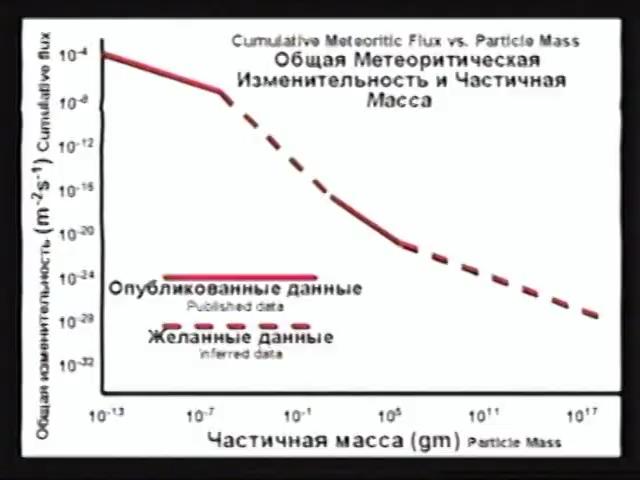 Cumulative Meteoritic Flux vs. Particle Mass
Общая Метеоритическая
Изменительность и Частичная
Масса
Общая изменительность (m⁻²s⁻¹) Cumulative flux
10⁻⁴
10⁻⁸
10⁻¹²
10⁻¹⁶
10⁻²⁰
10⁻²⁴
10⁻²⁸
10⁻³²
Опубликованные данные
Published data
Желанные данные
Inferred data
10⁻¹³ 10⁻⁷ 10⁻¹ 10⁵ 10¹¹ 10¹⁷
Частичная масса (gm) Particle Mass